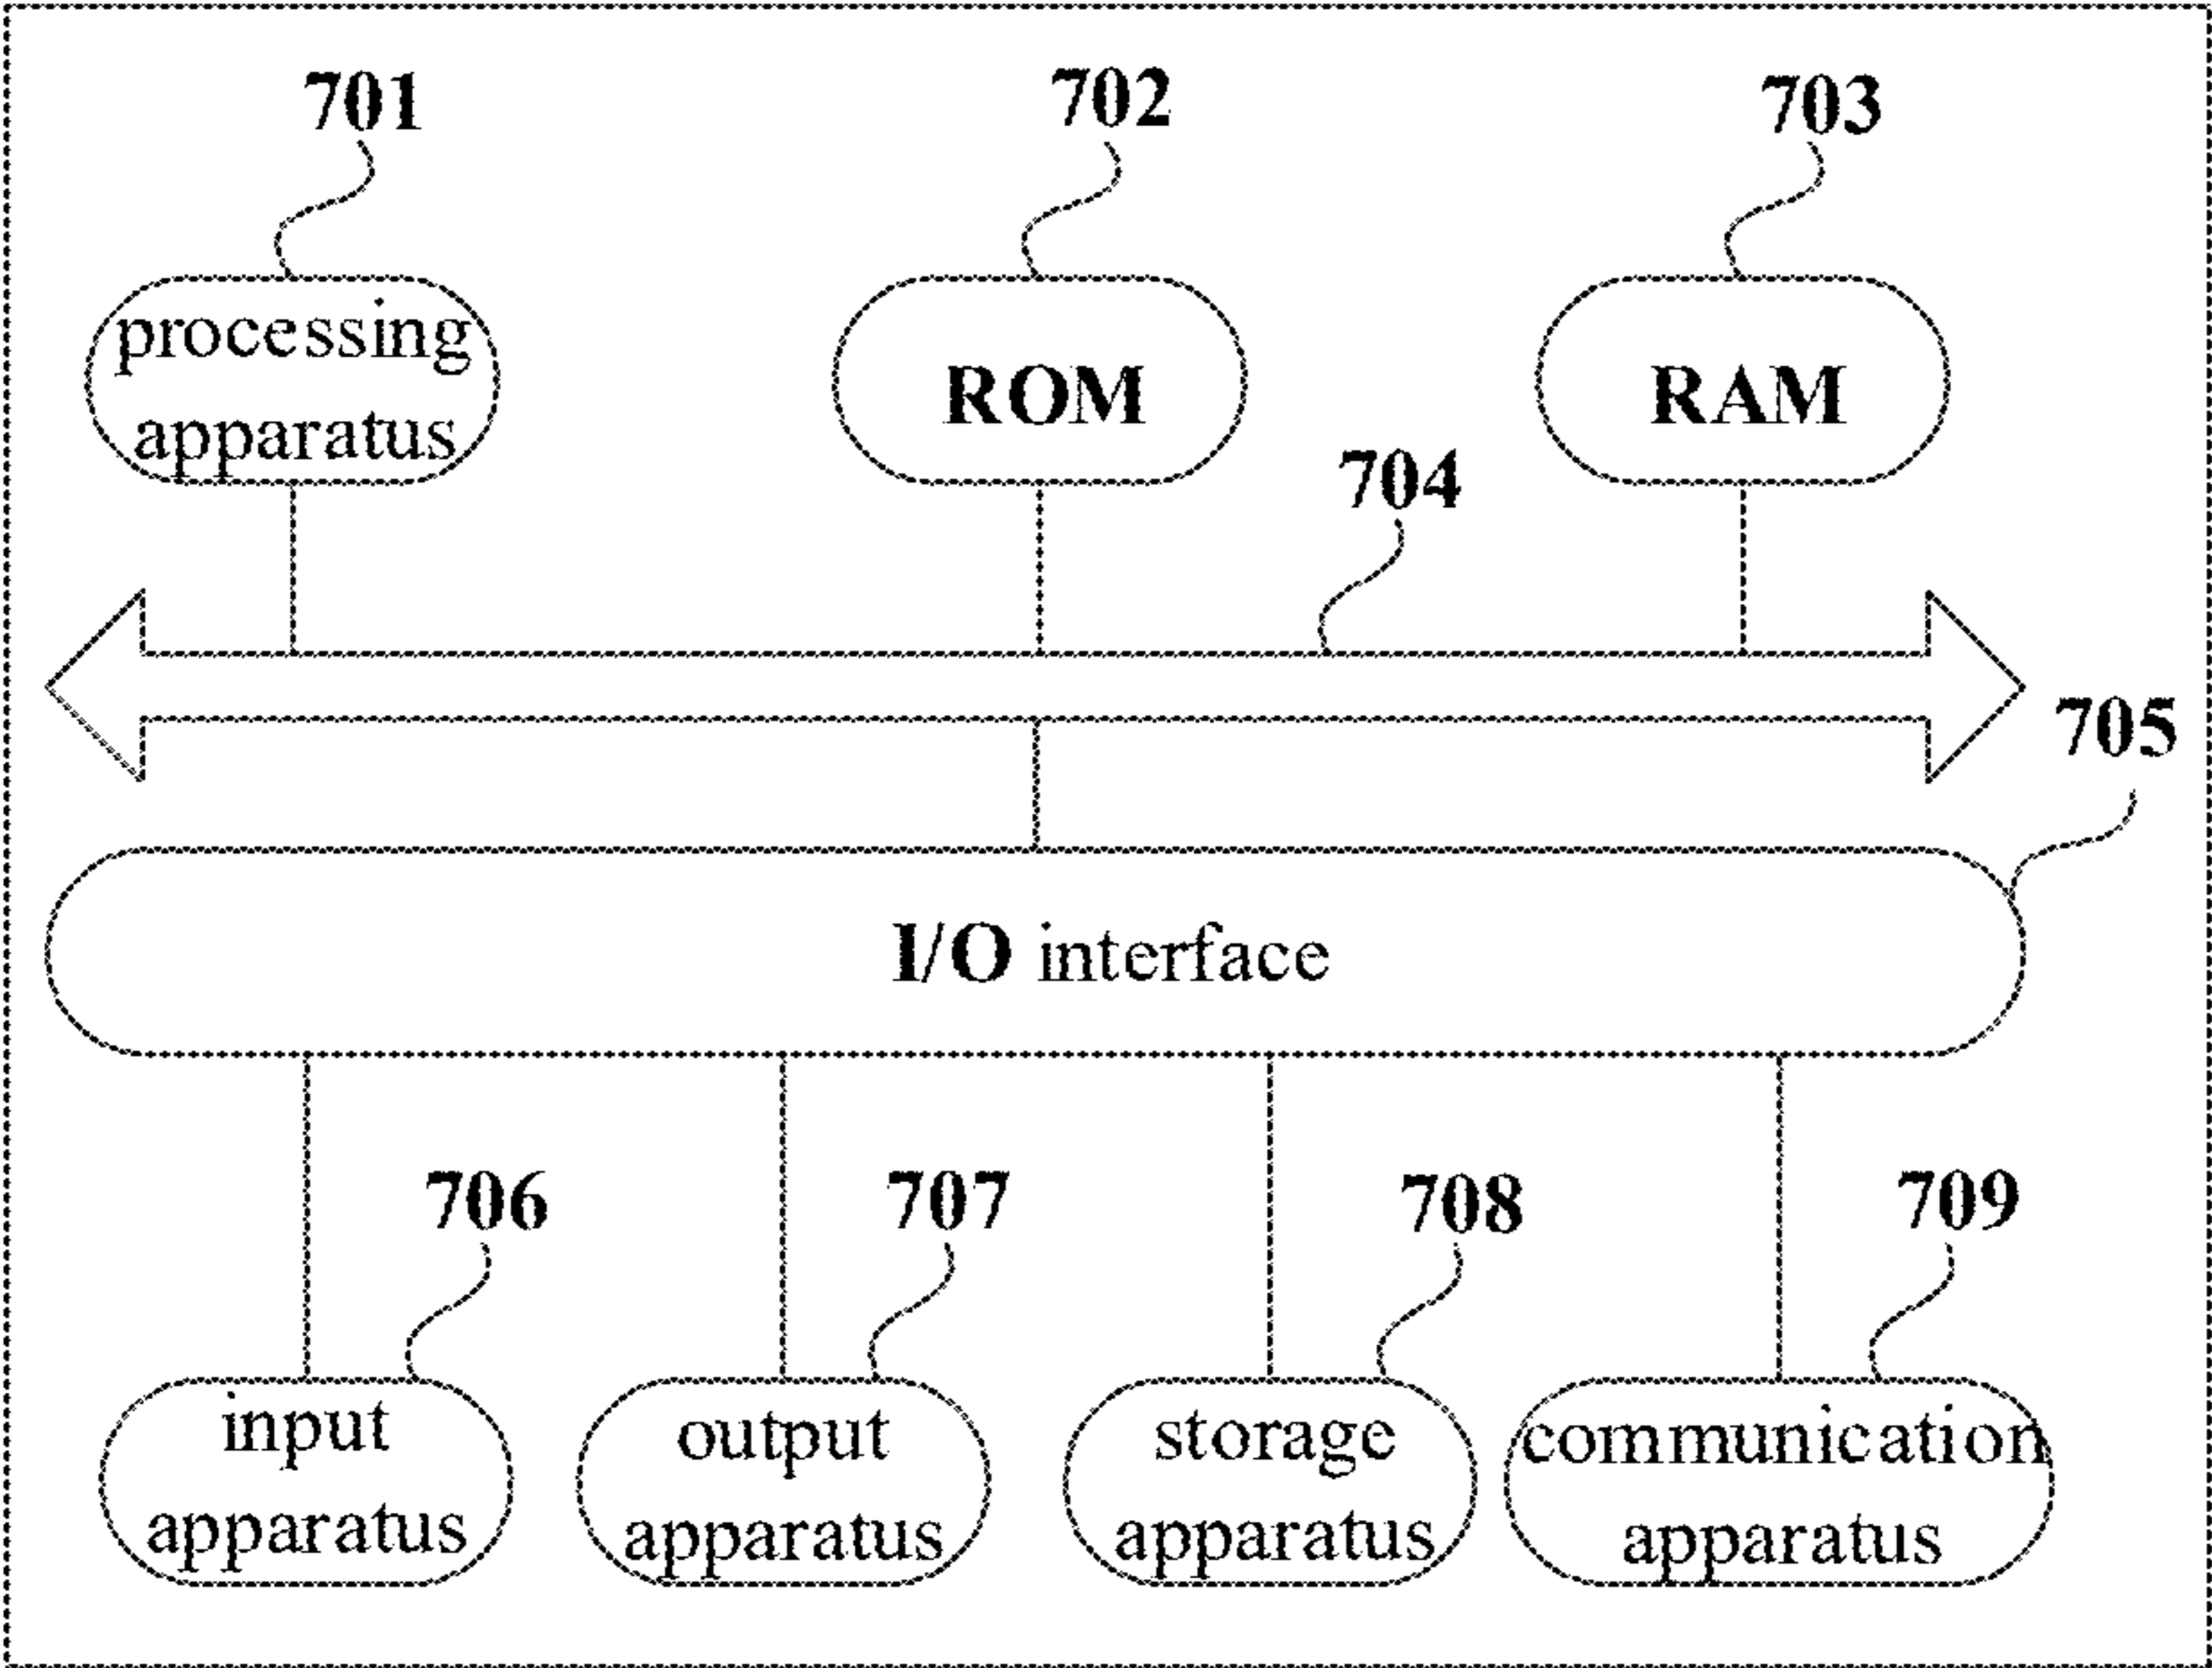 701
702
703
processing
apparatus
ROM
RAM
704
705
I/O interface
706
707
708
709
input
apparatus
output
apparatus
storage
apparatus
communication
apparatus